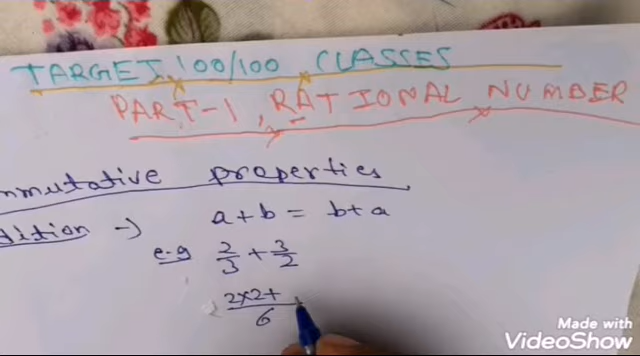 TARGET 100/100 CLASSES
PART-1, RATIONAL NUMBER
mmutative properties
dition -> a+b = b+a
e.g 2/3 + 3/2
2×2+/6
Made with
VideoShow